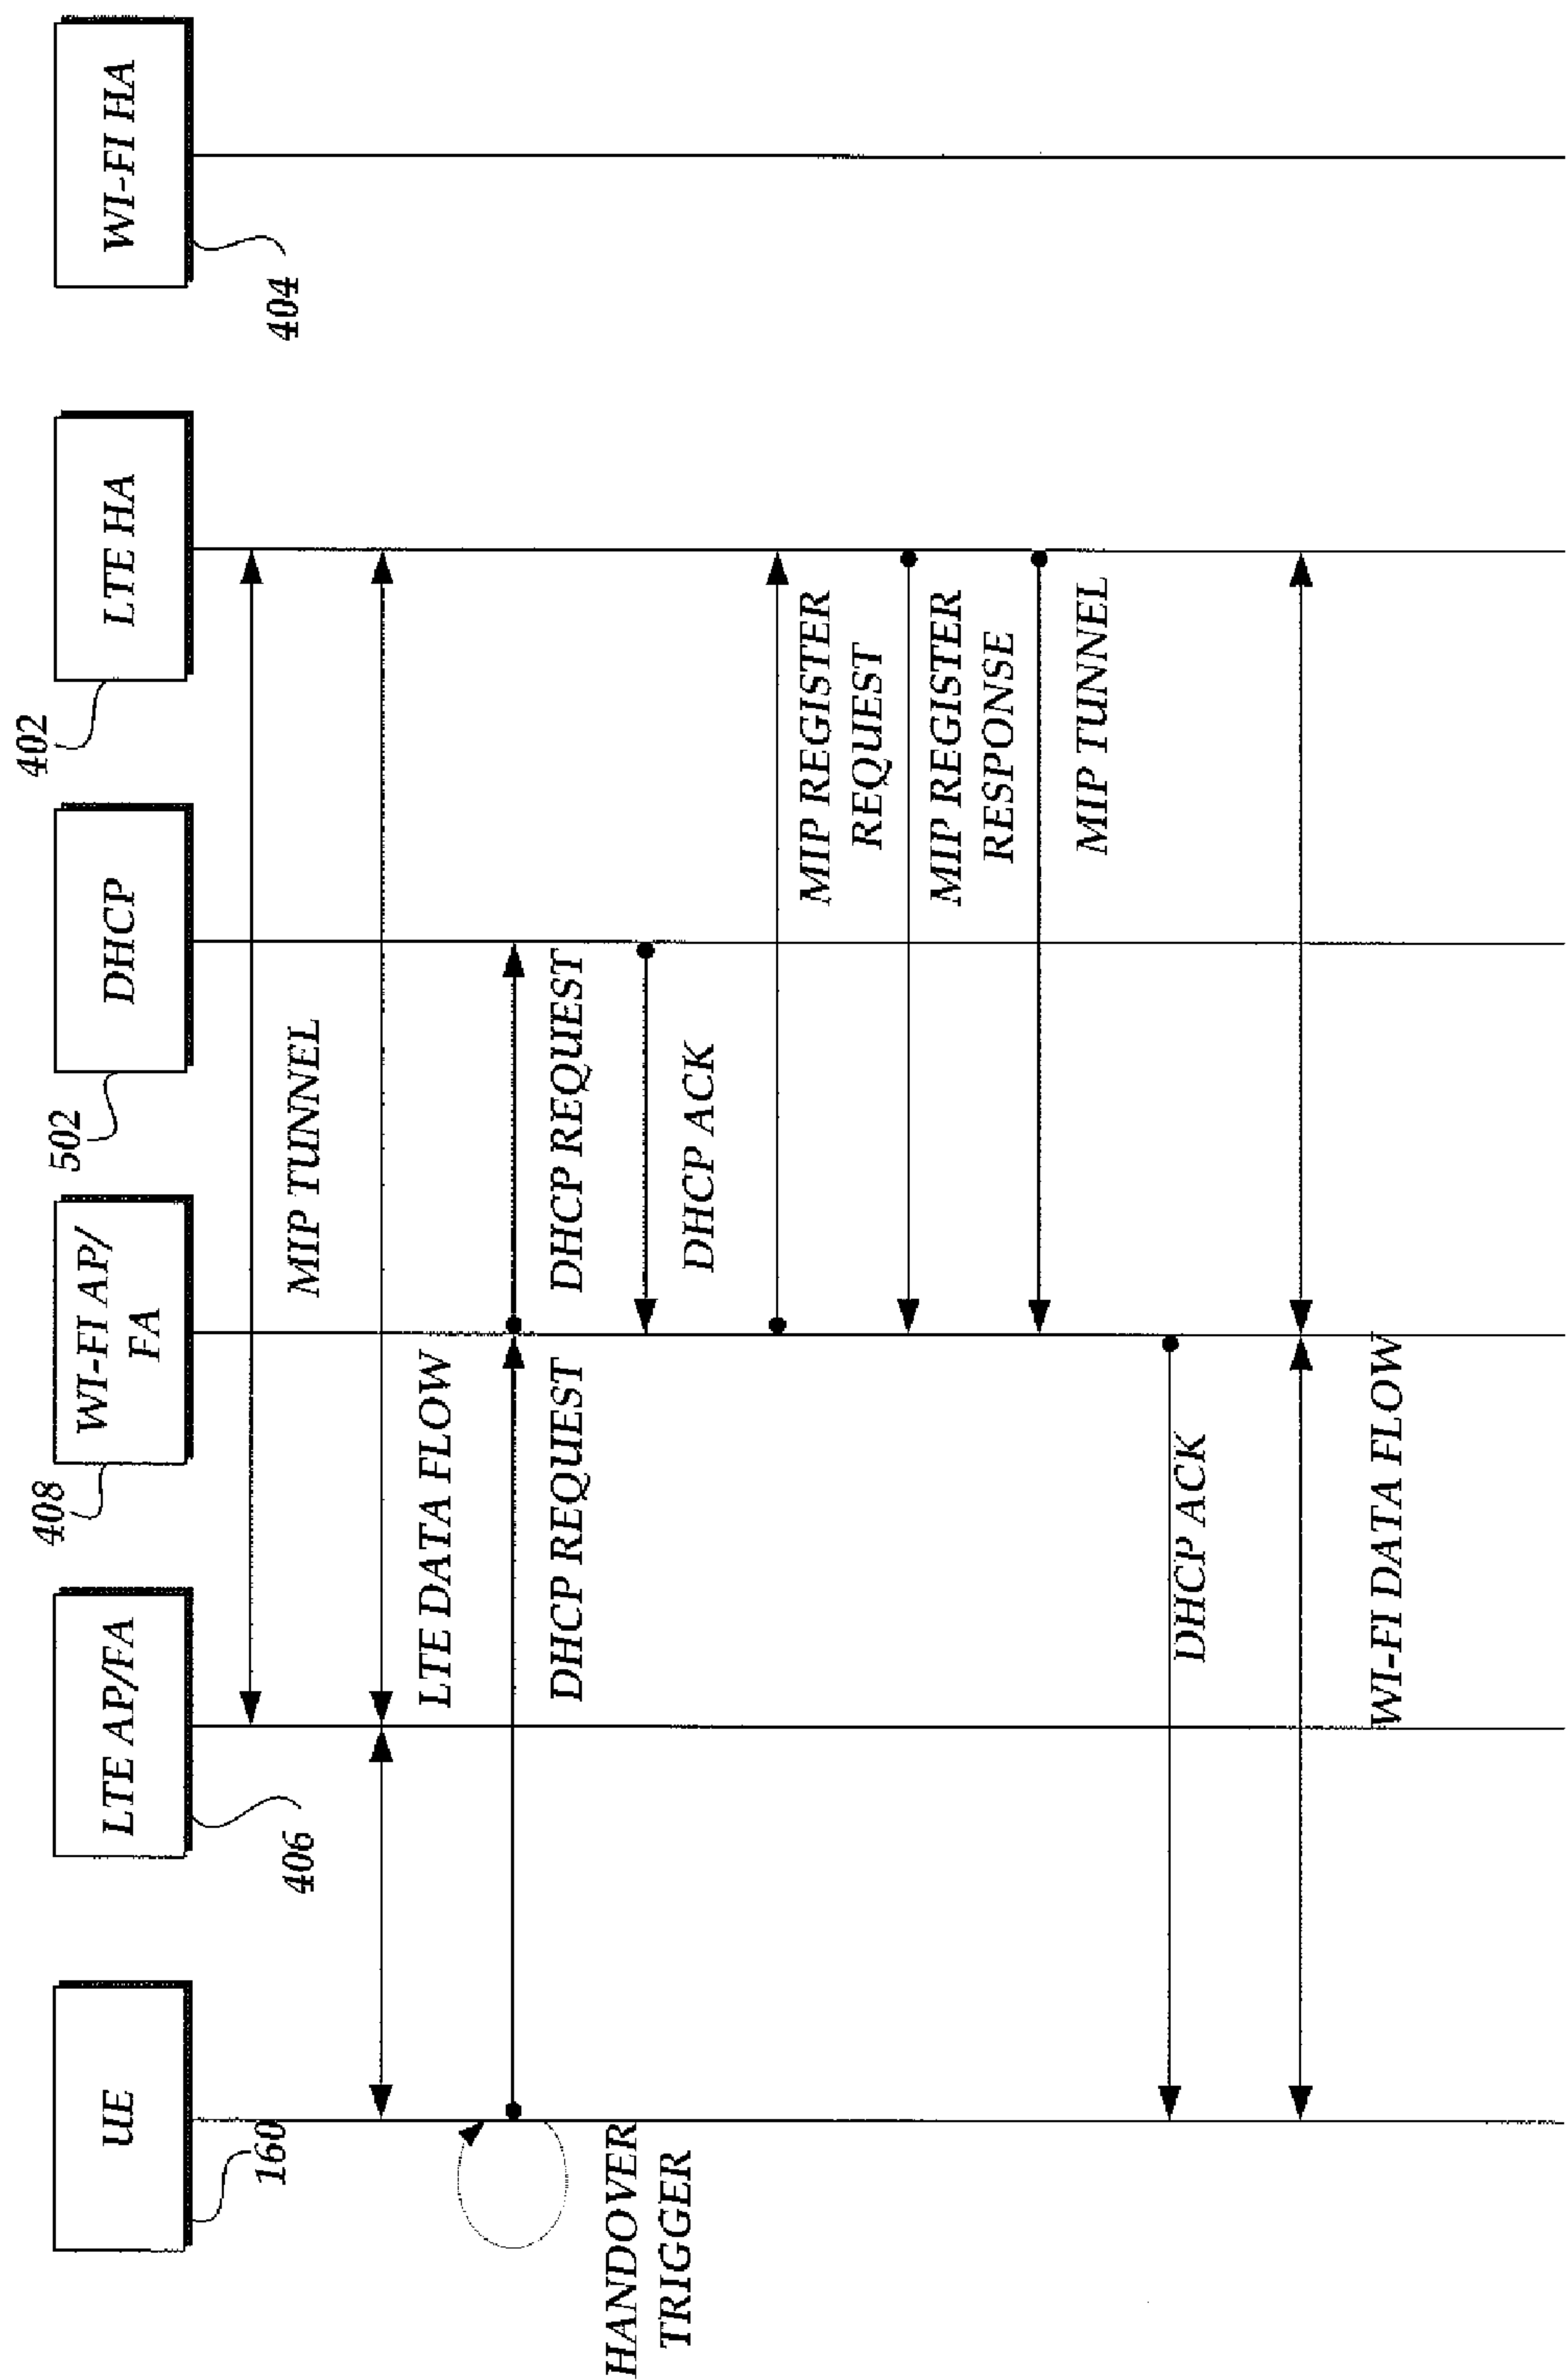 UE
160
LTE AP/FA
406
WI-FI AP/
FA
408
DHCP
502
LTE HA
402
WI-FI HA
404
MIP TUNNEL
LTE DATA FLOW
HANDOVER
TRIGGER
DHCP REQUEST
DHCP REQUEST
DHCP ACK
MIP REGISTER
REQUEST
MIP REGISTER
RESPONSE
MIP TUNNEL
DHCP ACK
WI-FI DATA FLOW